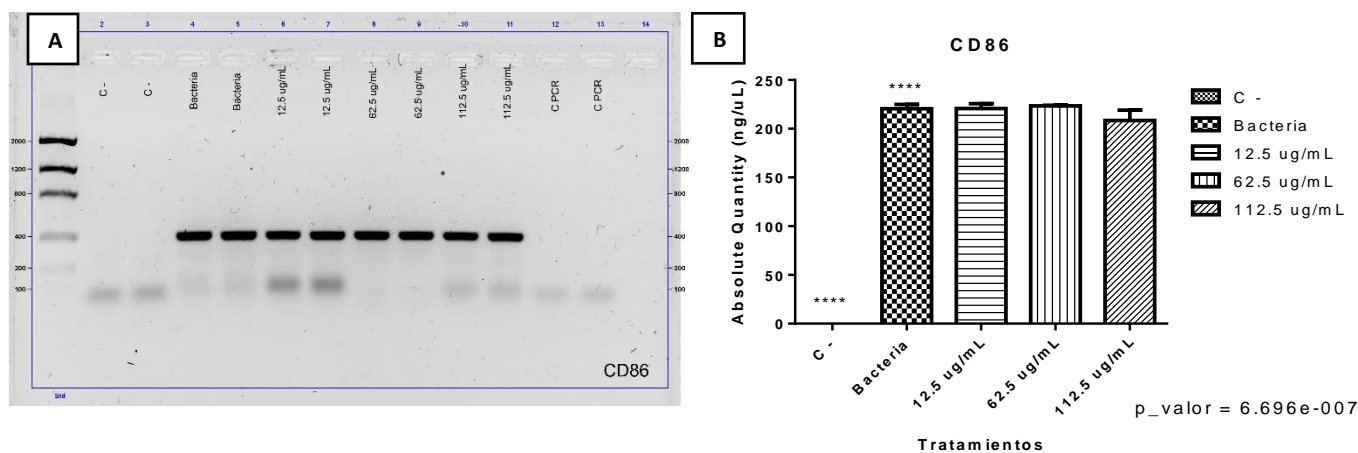 A
2 3 4 5 6 7 8 9 10 11 12 13 14
C -
C -
Bacteria
Bacteria
12.5 ug/mL
12.5 ug/mL
62.5 ug/mL
62.5 ug/mL
112.5 ug/mL
112.5 ug/mL
C PCR
C PCR
2000 2000
1200 1200
800 800
400 400
200 200
100 100
CD86
Std
B
CD86
Absolute Quantity (ng/uL)
250
200
150
100
50
0
****
****
C -
Bacteria
12.5 ug/mL
62.5 ug/mL
112.5 ug/mL
Tratamientos
C -
Bacteria
12.5 ug/mL
62.5 ug/mL
112.5 ug/mL
p_valor = 6.696e-007